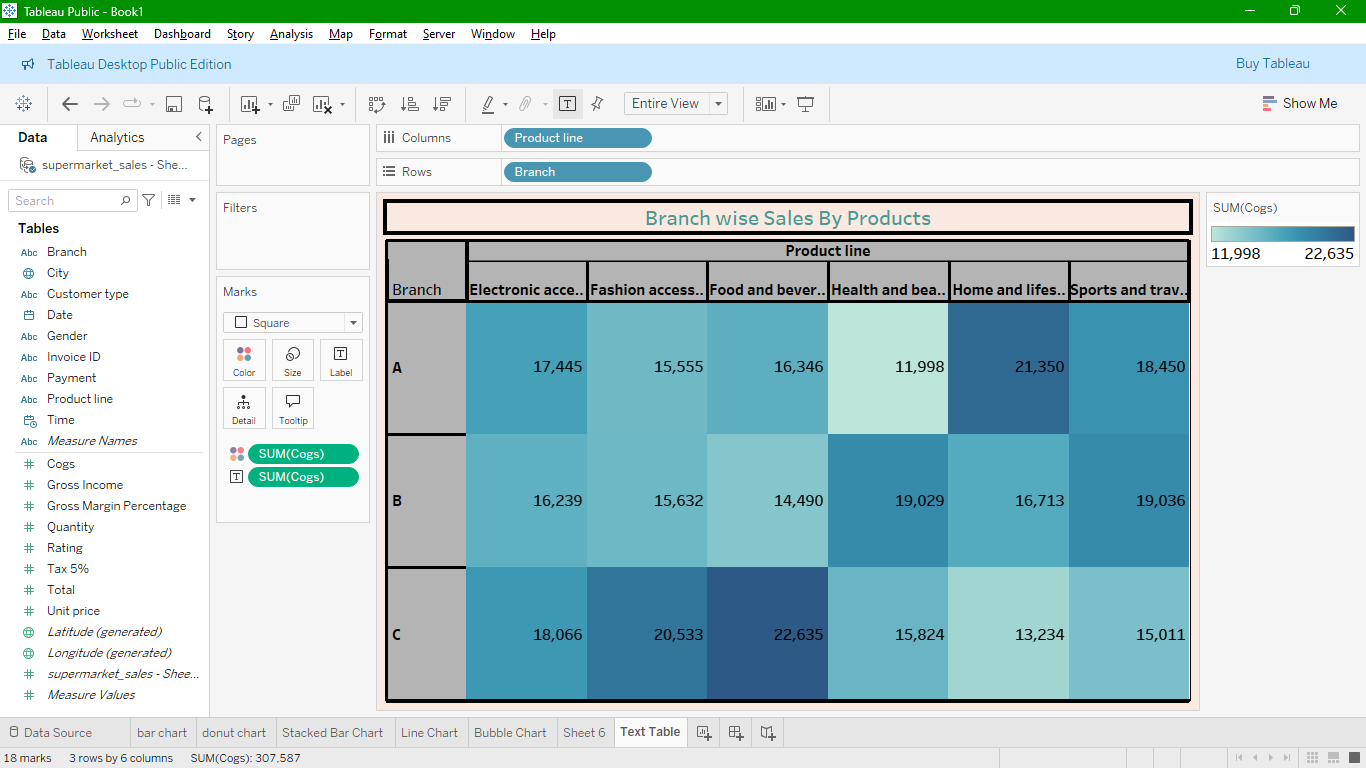 Tableau Public - Book1
File Data Worksheet Dashboard Story Analysis Map Format Server Window Help
Tableau Desktop Public Edition Buy Tableau
Entire View Show Me
Data Analytics
supermarket_sales - She...
Search
Tables
Abc Branch
City
Abc Customer type
Date
Abc Gender
Abc Invoice ID
Abc Payment
Abc Product line
Time
Abc Measure Names
# Cogs
# Gross Income
# Gross Margin Percentage
# Quantity
# Rating
# Tax 5%
# Total
# Unit price
Latitude (generated)
Longitude (generated)
# supermarket_sales - Shee...
# Measure Values
Pages
Filters
Marks
Square
Color Size T Label
Detail Tooltip
SUM(Cogs)
T SUM(Cogs)
Columns Product line
Rows Branch
Branch wise Sales By Products
Product line
Branch Electronic acce.. Fashion access.. Food and bever.. Health and bea.. Home and lifes.. Sports and trav..
A 17,445 15,555 16,346 11,998 21,350 18,450
B 16,239 15,632 14,490 19,029 16,713 19,036
C 18,066 20,533 22,635 15,824 13,234 15,011
SUM(Cogs)
11,998 22,635
Data Source bar chart donut chart Stacked Bar Chart Line Chart Bubble Chart Sheet 6 Text Table
18 marks 3 rows by 6 columns SUM(Cogs): 307,587